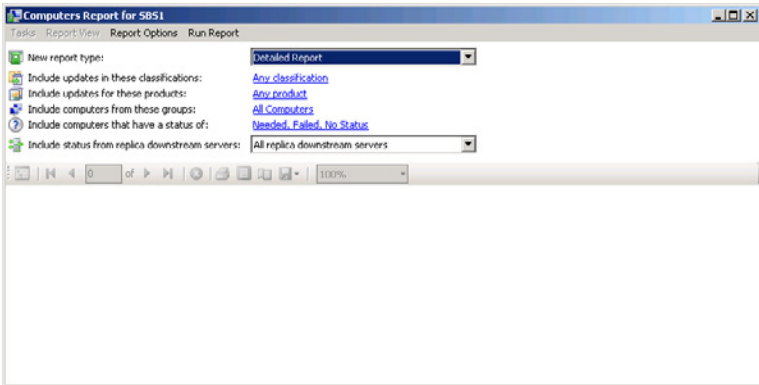 Computers Report for SBS1
Tasks Report View Report Options Run Report
New report type: Detailed Report
Include updates in these classifications: Any classification
Include updates for these products: Any product
Include computers from these groups: All Computers
Include computers that have a status of: Needed, Failed, No Status
Include status from replica downstream servers: All replica downstream servers
0 of 100%